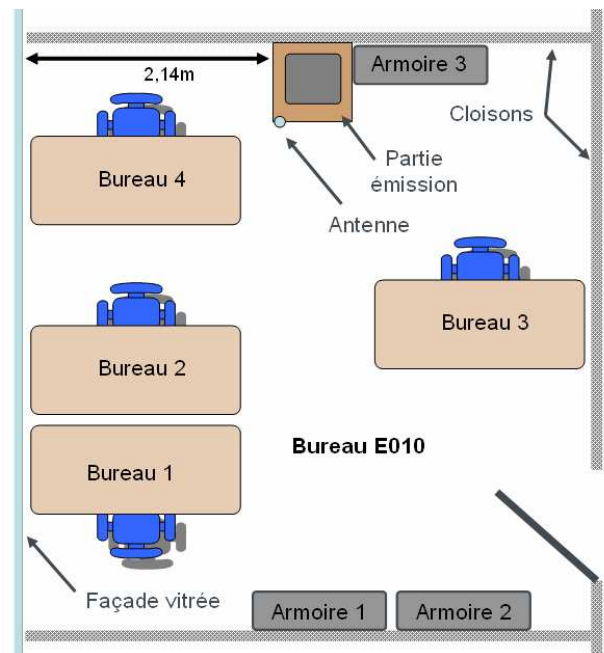 2,14m
Armoire 3
Cloisons
Partie
émission
Bureau 4
Antenne
Bureau 3
Bureau 2
Bureau E010
Bureau 1
Façade vitrée
Armoire 1
Armoire 2